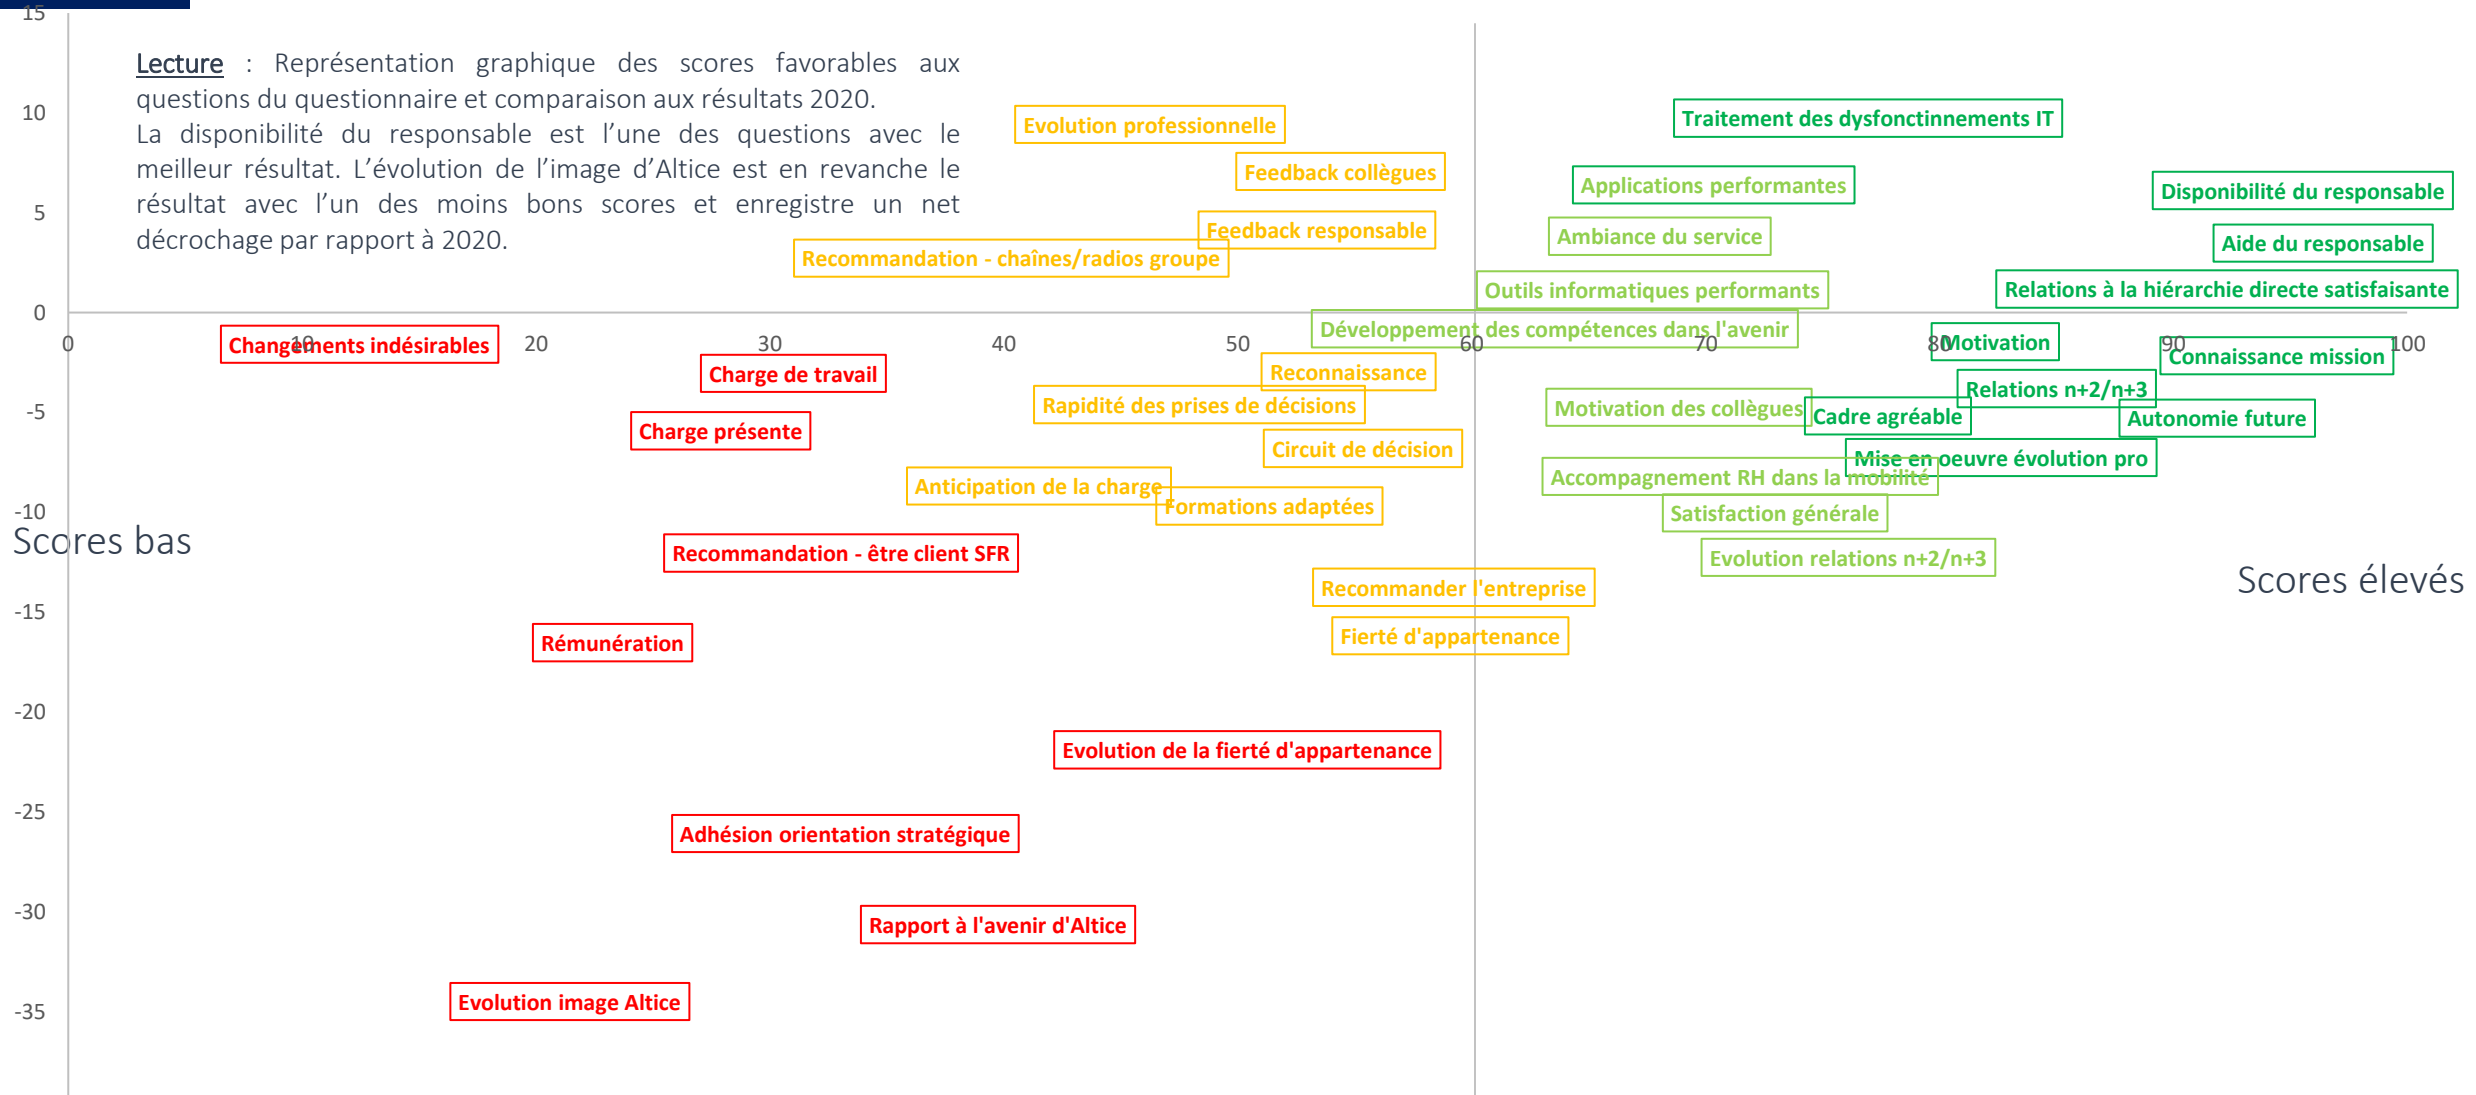 15
Lecture : Représentation graphique des scores favorables aux
questions du questionnaire et comparaison aux résultats 2020.
La disponibilité du responsable est l’une des questions avec le
meilleur résultat. L’évolution de l’image d’Altice est en revanche le
résultat avec l’un des moins bons scores et enregistre un net
décrochage par rapport à 2020.
10
Evolution professionnelle
Traitement des dysfonctinnements IT
Feedback collègues
Applications performantes
Disponibilité du responsable
5
Feedback responsable
Ambiance du service
Aide du responsable
Recommandation - chaînes/radios groupe
Outils informatiques performants
Relations à la hiérarchie directe satisfaisante
0
Développement des compétences dans l'avenir
0 10 20 30 40 50 60 70 80 90 100
Changements indésirables
Motivation
Connaissance mission
Charge de travail
Reconnaissance
Relations n+2/n+3
-5
Rapidité des prises de décisions
Motivation des collègues
Cadre agréable
Autonomie future
Charge présente
Circuit de décision
Mise en oeuvre évolution pro
Accompagnement RH dans la mobilité
Anticipation de la charge
Formations adaptées
-10
Satisfaction générale
Scores bas
Recommandation - être client SFR
Evolution relations n+2/n+3
Scores élevés
Recommander l'entreprise
-15
Fierté d'appartenance
Rémunération
-20
Evolution de la fierté d'appartenance
-25
Adhésion orientation stratégique
-30
Rapport à l'avenir d'Altice
Evolution image Altice
-35